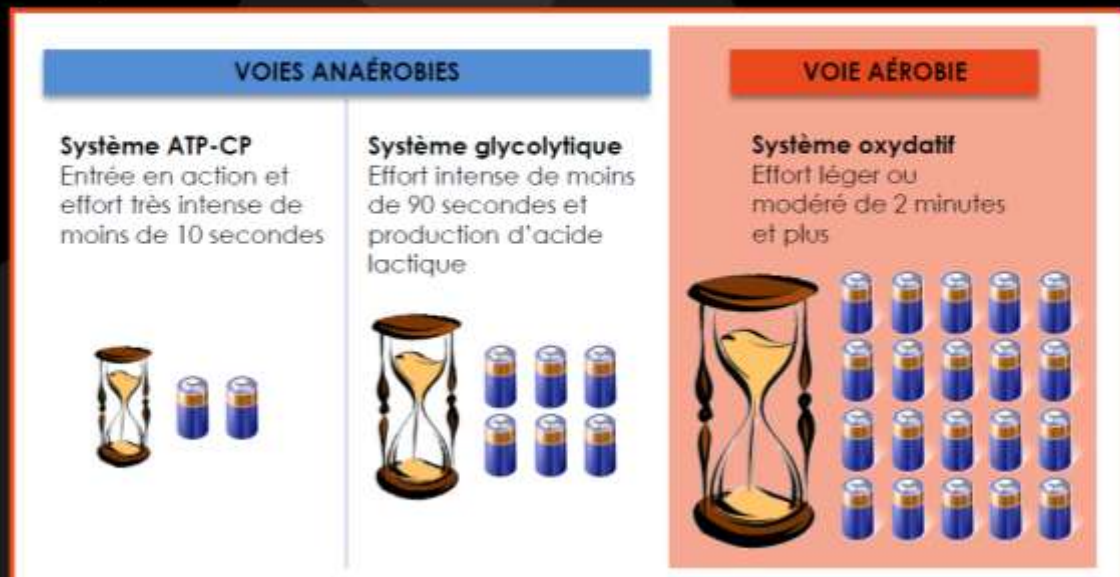 VOIES ANAÉROBIES
Système ATP-CP
Entrée en action et
effort très intense de
moins de 10 secondes
Système glycolytique
Effort intense de moins
de 90 secondes et
production d'acide
lactique
VOIE AÉROBIE
Système oxydatif
Effort léger ou
modéré de 2 minutes
et plus